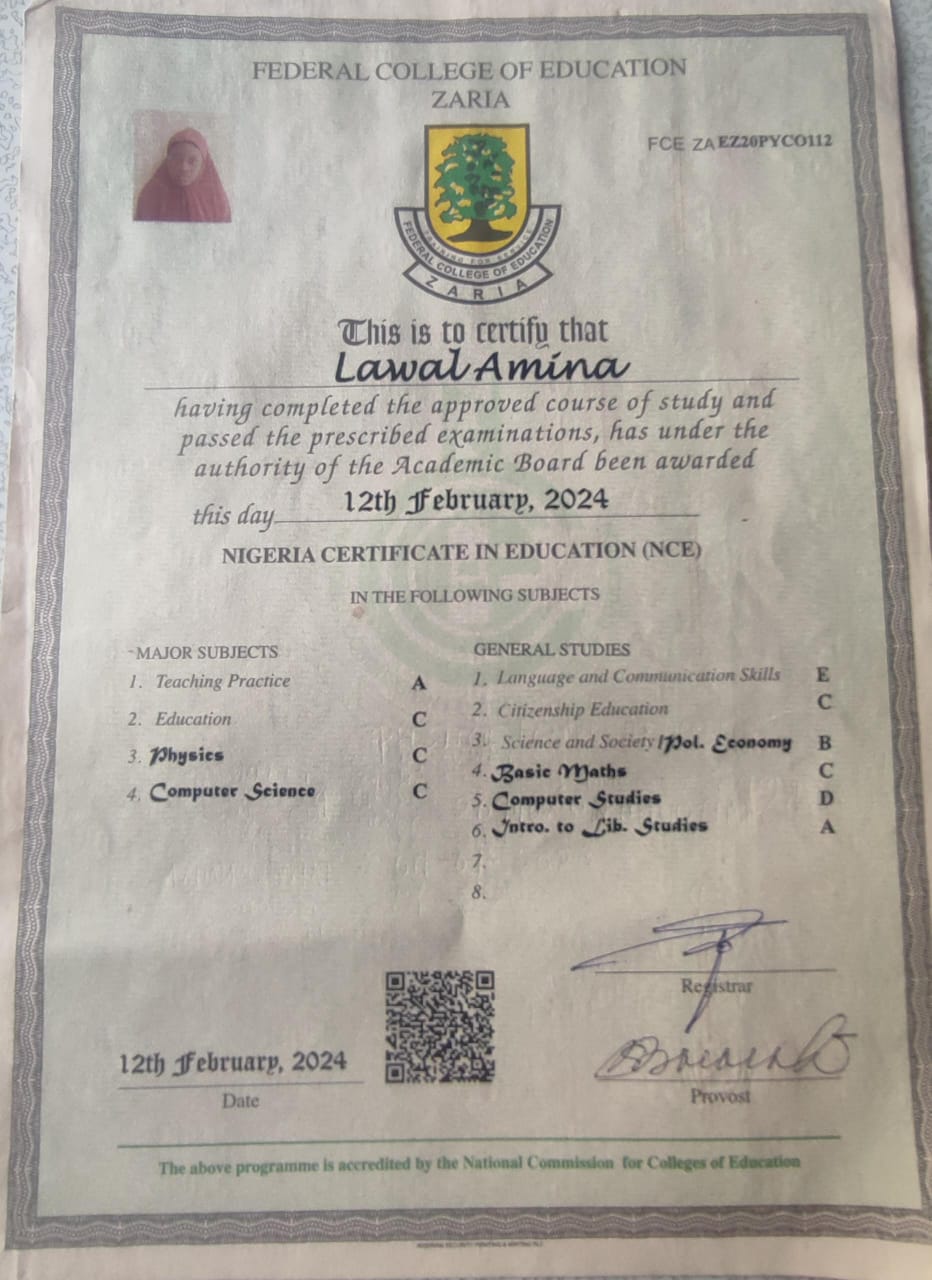 FEDERAL COLLEGE OF EDUCATION
ZARIA
FCE ZA EZ20PYCO112
TRAINING FOR SERVICE
FEDERAL COLLEGE OF EDUCATION
ZARIA
This is to certify that
Lawal Amina
having completed the approved course of study and
passed the prescribed examinations, has under the
authority of the Academic Board been awarded
this day 12th February, 2024
NIGERIA CERTIFICATE IN EDUCATION (NCE)
IN THE FOLLOWING SUBJECTS
MAJOR SUBJECTS
1. Teaching Practice A
2. Education C
3. Physics C
4. Computer Science C
GENERAL STUDIES
1. Language and Communication Skills E
2. Citizenship Education C
3. Science and Society/Pol. Economy B
4. Basic Maths C
5. Computer Studies D
6. Intro. to Lib. Studies A
7.
8.
Registrar
12th February, 2024
Date
Provost
The above programme is accredited by the National Commission for Colleges of Education